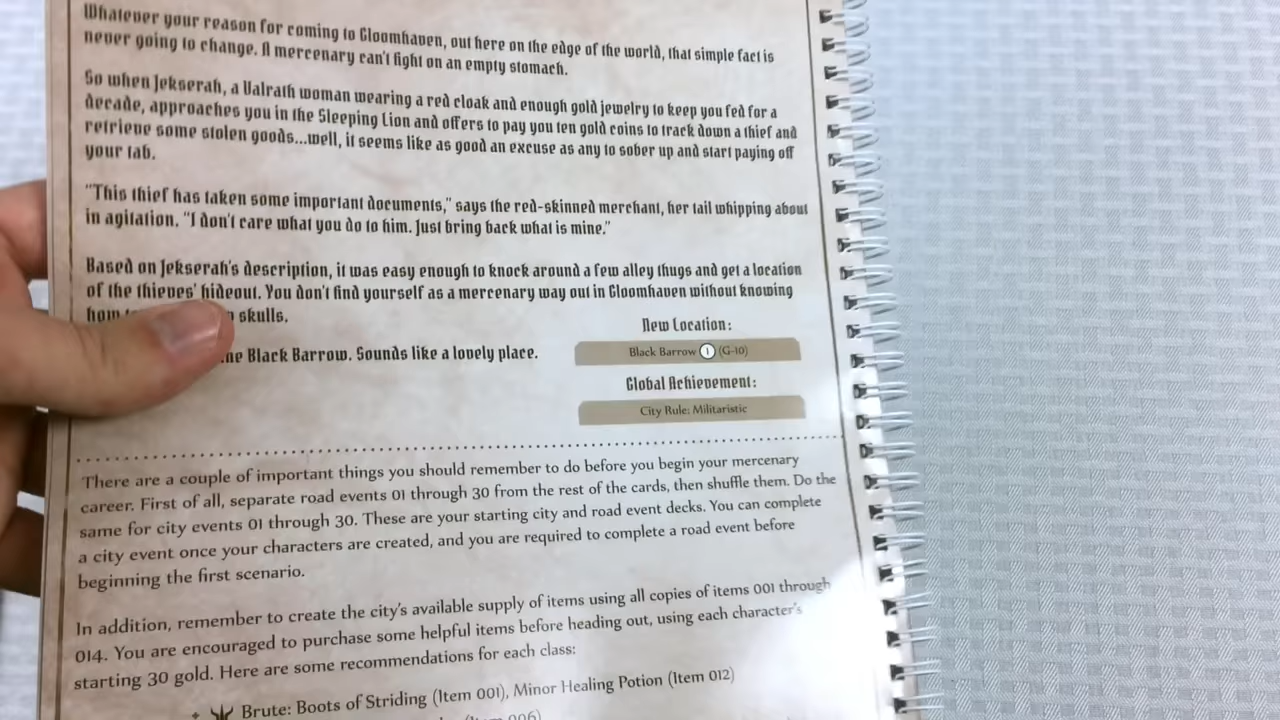 Whatever your reason for coming to Gloomhaven, out here on the edge of the world, that simple fact is
never going to change. A mercenary can't fight on an empty stomach.
So when Jekserah, a Valrath woman wearing a red cloak and enough gold jewelry to keep you fed for a
decade, approaches you in the Sleeping Lion and offers to pay you ten gold coins to track down a thief and
retrieve some stolen goods...well, it seems like as good an excuse as any to sober up and start paying off
your tab.
"This thief has taken some important documents," says the red-skinned merchant, her tail whipping about
in agitation. "I don't care what you do to him. Just bring back what is mine."
Based on Jekserah's description, it was easy enough to knock around a few alley thugs and get a location
of the thieves' hideout. You don't find yourself as a mercenary way out in Gloomhaven without knowing
how skulls.
Black Barrow. Sounds like a lovely place.
New Location:
Black Barrow 1 (G-10)
Global Achievement:
City Rule: Militaristic
There are a couple of important things you should remember to do before you begin your mercenary
career. First of all, separate road events 01 through 30 from the rest of the cards, then shuffle them. Do the
same for city events 01 through 30. These are your starting city and road event decks. You can complete
a city event once your characters are created, and you are required to complete a road event before
beginning the first scenario.
In addition, remember to create the city's available supply of items using all copies of items 001 through
014. You are encouraged to purchase some helpful items before heading out, using each character's
starting 30 gold. Here are some recommendations for each class:
Brute: Boots of Striding (Item 001), Minor Healing Potion (Item 012)
(Item 006)